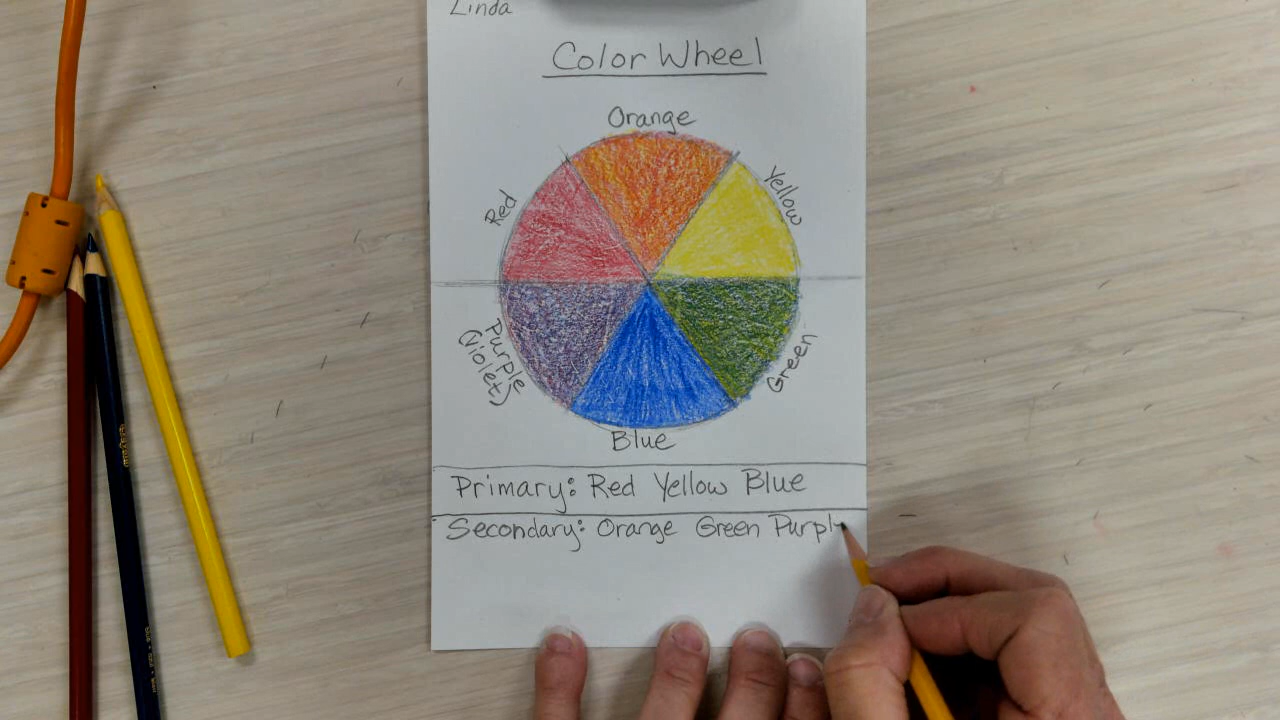 Linda
Color Wheel
Orange
Yellow
Red
Purple
(Violet)
Green
Blue
Primary: Red Yellow Blue
Secondary: Orange Green Purpl